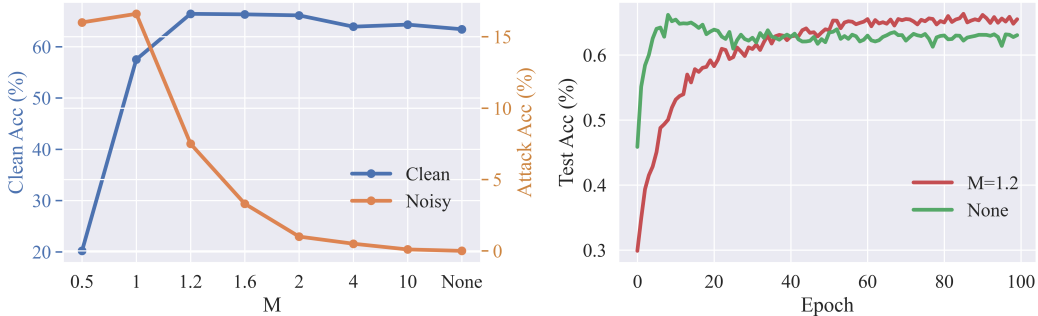 Clean Acc (%)
60
50
40
30
20
Attack Acc (%)
15
10
5
0
Clean
Noisy
0.5 1 1.2 1.6 2 4 10 None
M
Test Acc (%)
0.6
0.5
0.4
0.3
M=1.2
None
0 20 40 60 80 100
Epoch